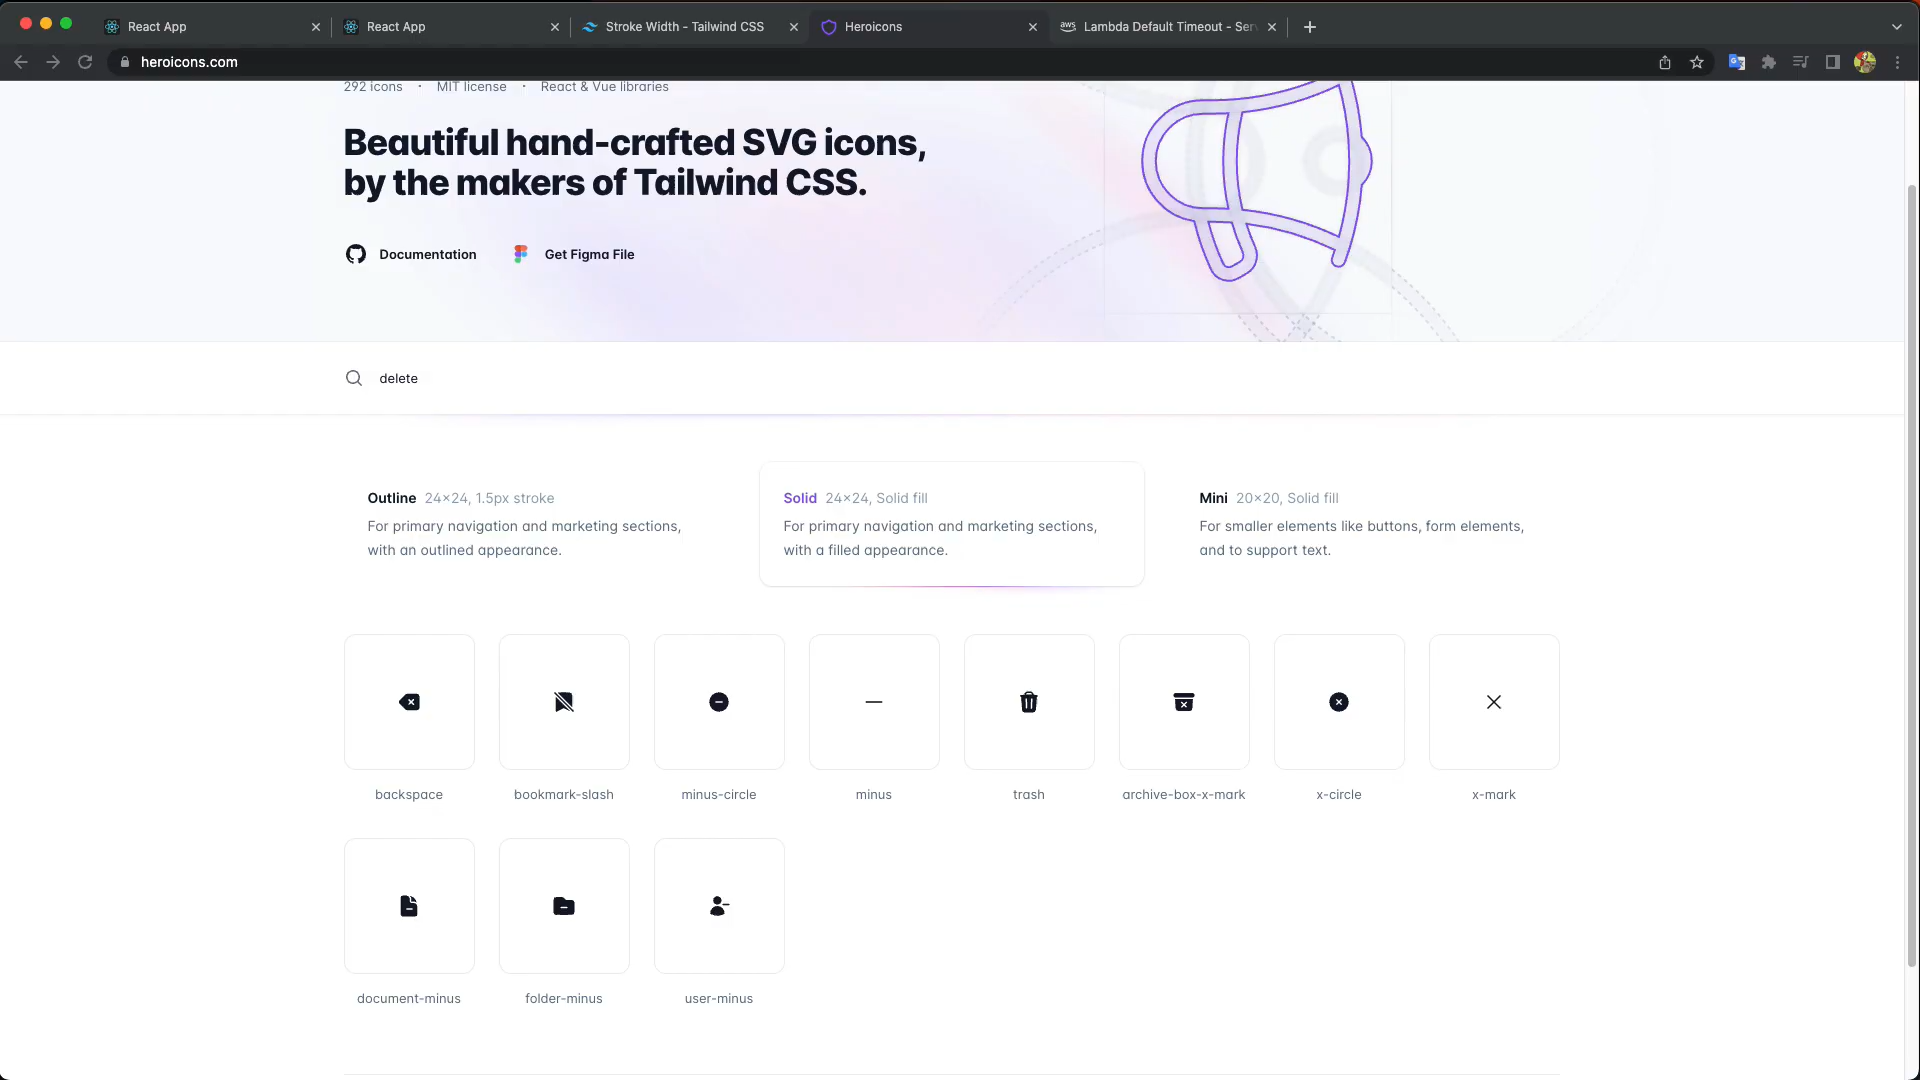 React App
React App
Stroke Width - Tailwind CSS
Heroicons
aws
Lambda Default Timeout - Ser
heroicons.com
292 icons · MIT license · React & Vue libraries
Beautiful hand-crafted SVG icons,
by the makers of Tailwind CSS.
Documentation
Get Figma File
delete
Outline 24×24, 1.5px stroke
For primary navigation and marketing sections,
with an outlined appearance.
Solid 24×24, Solid fill
For primary navigation and marketing sections,
with a filled appearance.
Mini 20×20, Solid fill
For smaller elements like buttons, form elements,
and to support text.
backspace
bookmark-slash
minus-circle
minus
trash
archive-box-x-mark
x-circle
x-mark
document-minus
folder-minus
user-minus